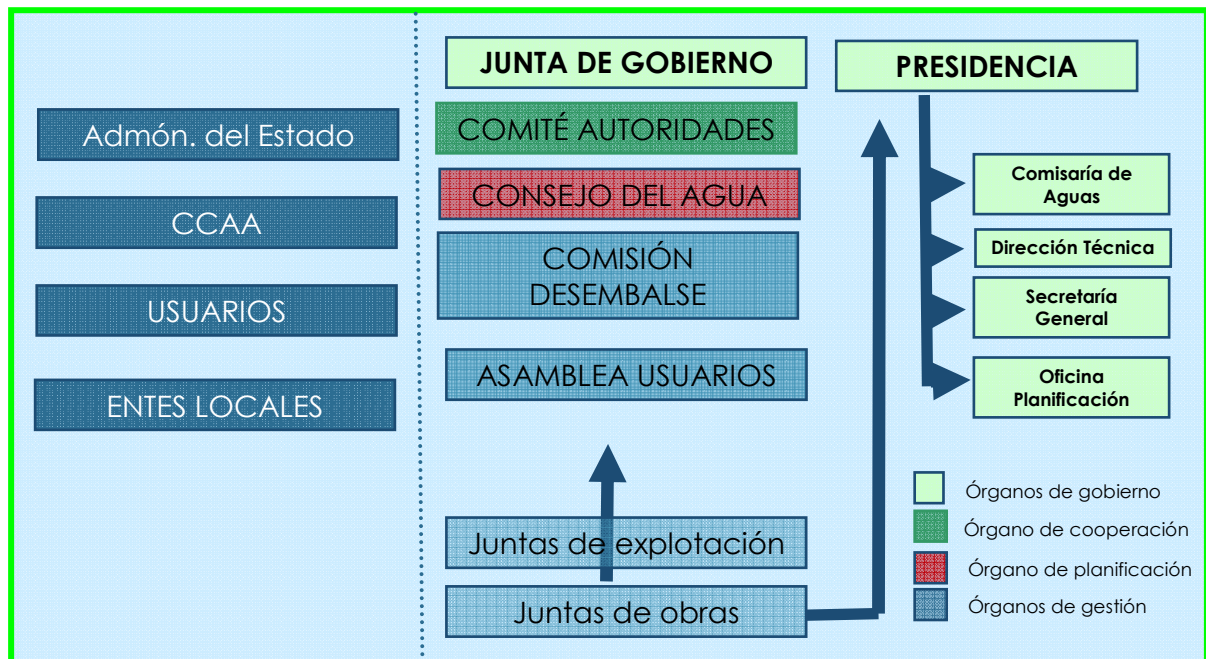 Admón. del Estado
CCAA
USUARIOS
ENTES LOCALES
JUNTA DE GOBIERNO
COMITÉ AUTORIDADES
CONSEJO DEL AGUA
COMISIÓN
DESEMBALSE
ASAMBLEA USUARIOS
Juntas de explotación
Juntas de obras
PRESIDENCIA
Comisaría de
Aguas
Dirección Técnica
Secretaría
General
Oficina
Planificación
Órganos de gobierno
Órgano de cooperación
Órgano de planificación
Órganos de gestión